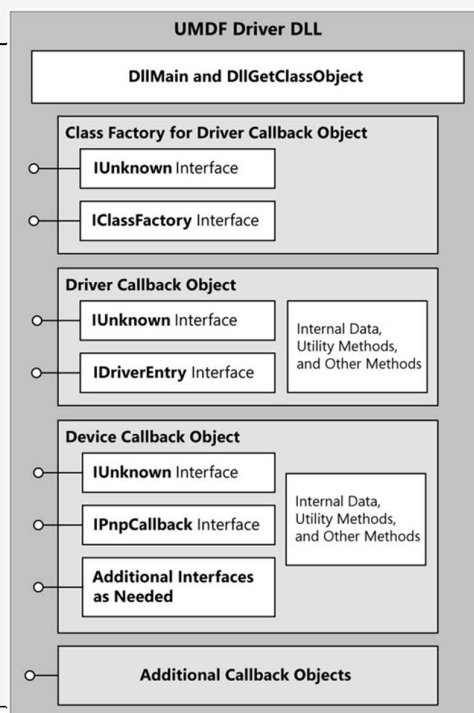 UMDF Driver DLL
DllMain and DllGetClassObject
Class Factory for Driver Callback Object
IUnknown Interface
IClassFactory Interface
Driver Callback Object
IUnknown Interface
IDriverEntry Interface
Internal Data,
Utility Methods,
and Other Methods
Device Callback Object
IUnknown Interface
IPnpCallback Interface
Additional Interfaces
as Needed
Internal Data,
Utility Methods,
and Other Methods
Additional Callback Objects